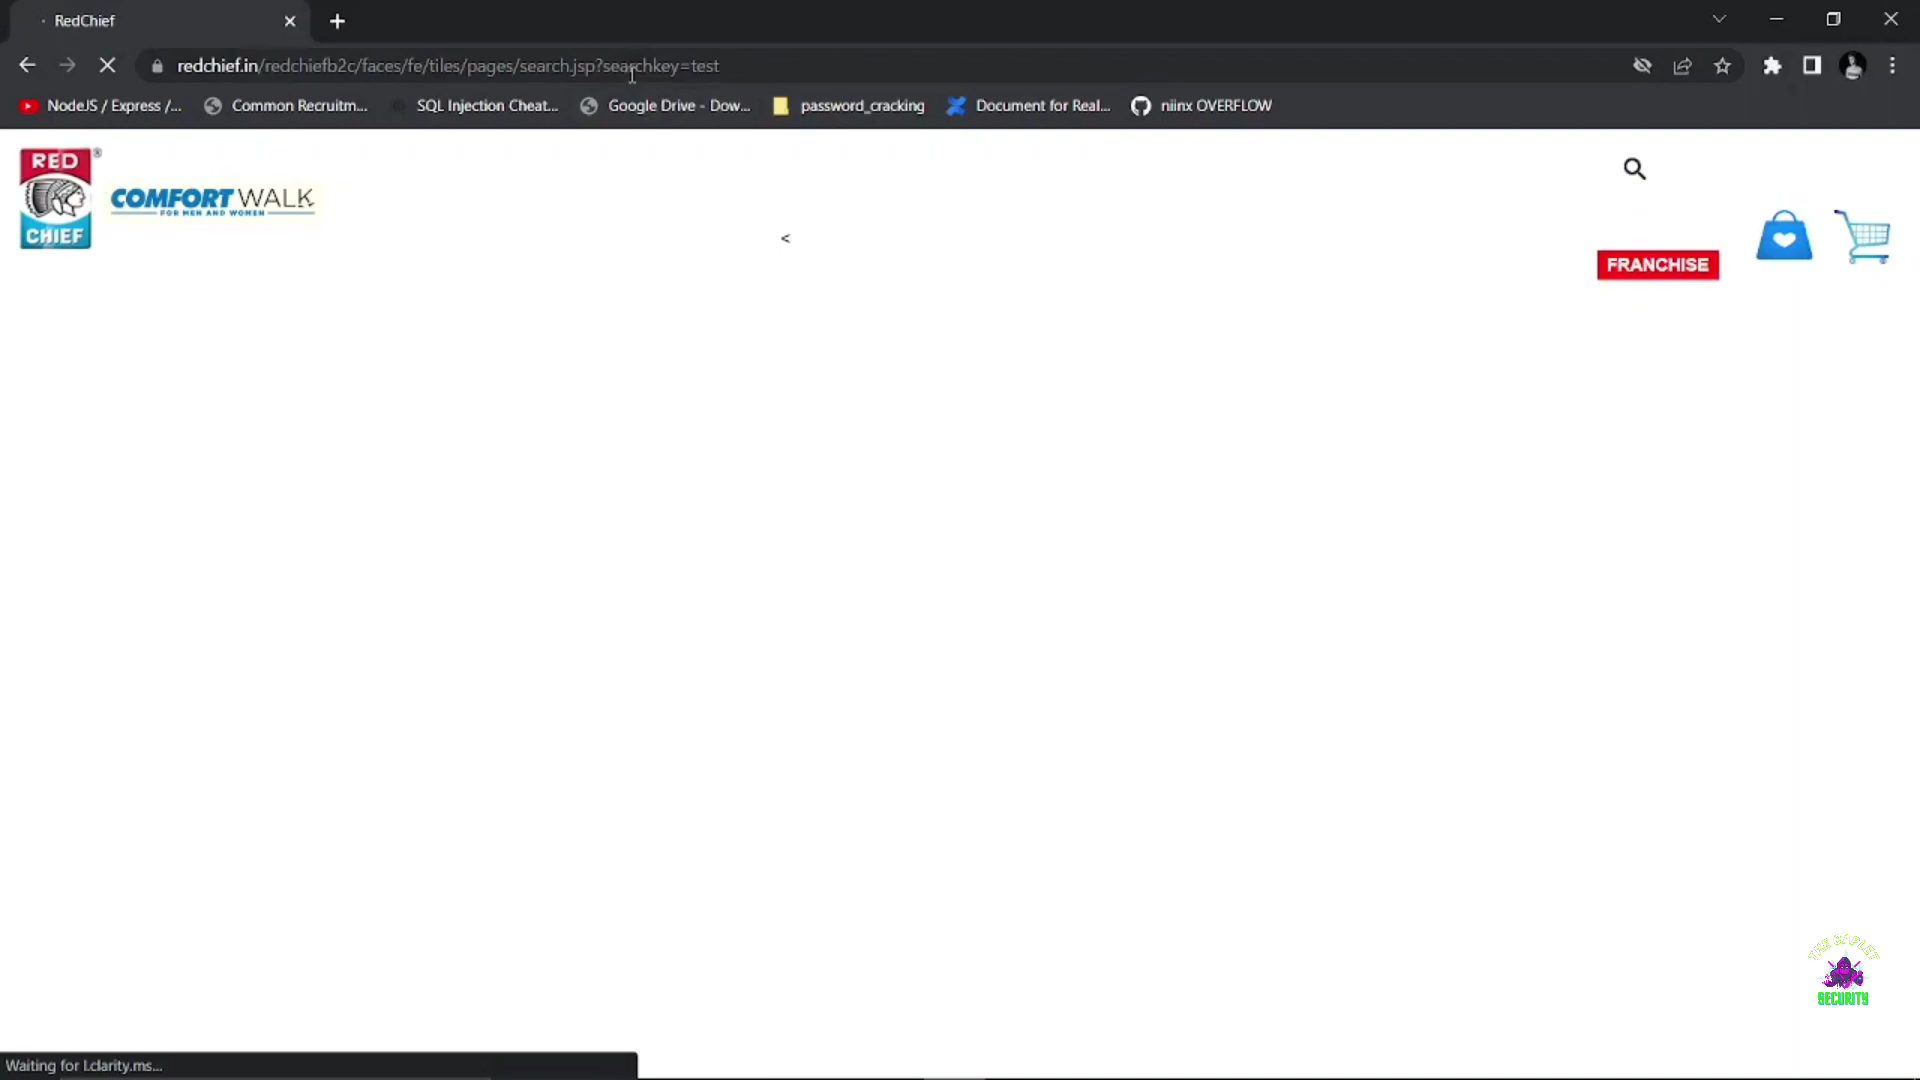 RedChief
redchief.in/redchiefb2c/faces/fe/tiles/pages/search.jsp?searchkey=test
NodeJS / Express /... Common Recruitm... SQL Injection Cheat... Google Drive - Dow... password_cracking Document for Real... niinx OVERFLOW
RED ®
CHIEF
COMFORT WALK
FOR MEN AND WOMEN
<
FRANCHISE
SECURITY
Waiting for l.clarity.ms...